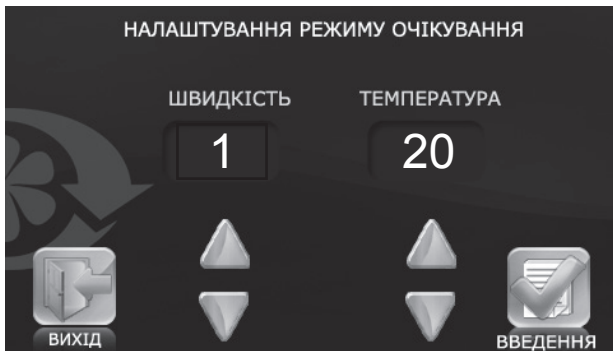 НАЛАШТУВАННЯ РЕЖИМУ ОЧІКУВАННЯ
ШВИДКІСТЬ ТЕМПЕРАТУРА
1 20
ВИХІД ВВЕДЕННЯ